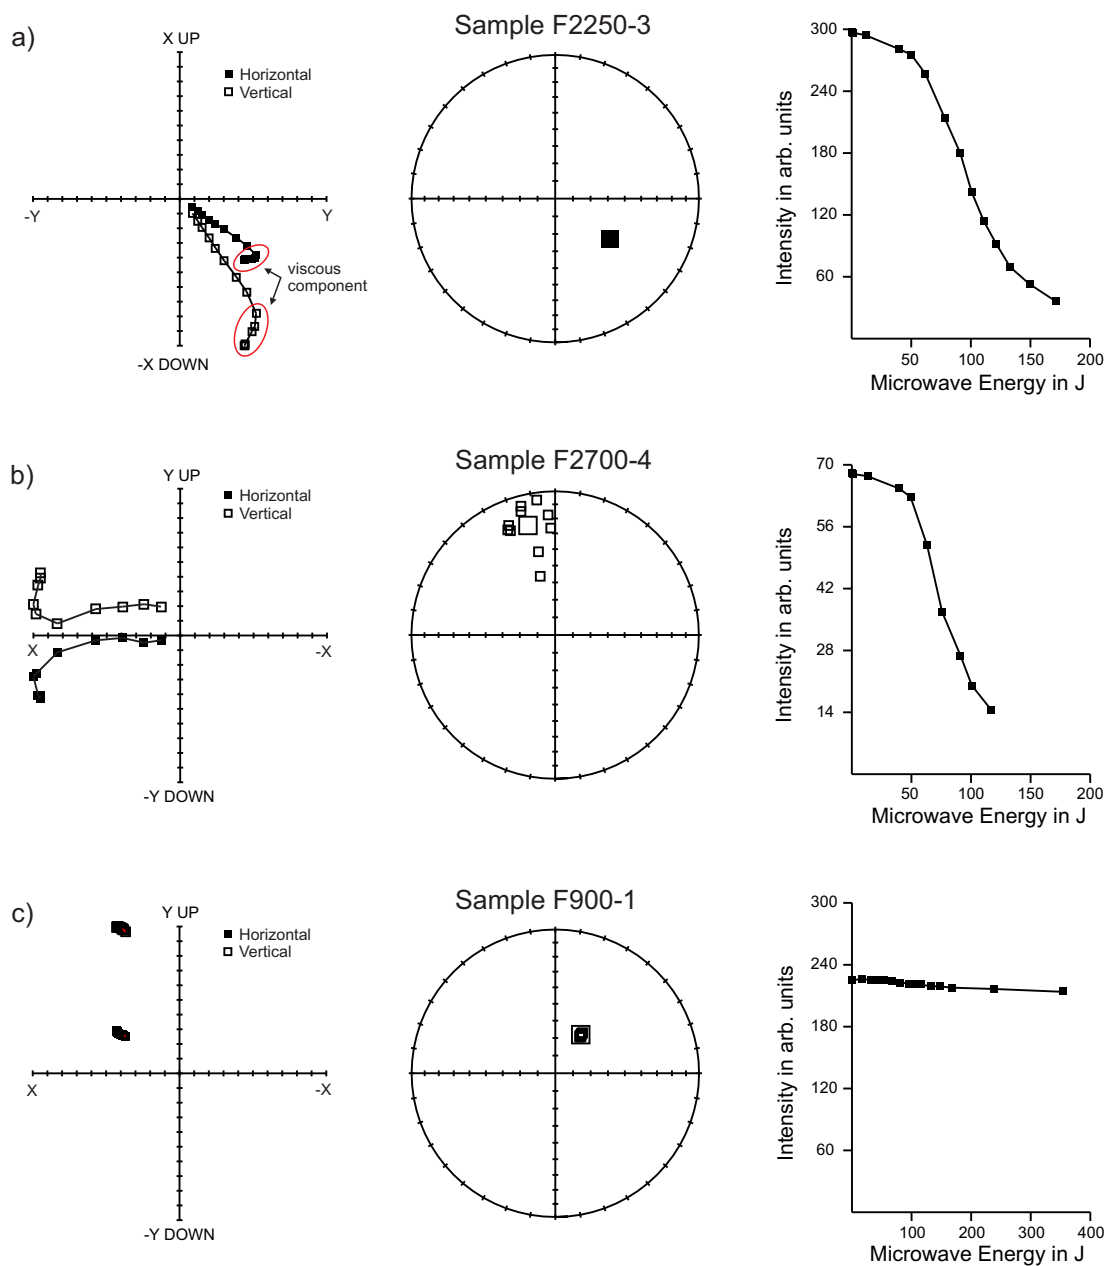 a)
Sample F2250-3
X UP
Horizontal
Vertical
-Y
Y
viscous
component
-X DOWN
Intensity in arb. units
300
240
180
120
60
50
100
150
200
Microwave Energy in J
b)
Sample F2700-4
Y UP
Horizontal
Vertical
X
-X
-Y DOWN
Intensity in arb. units
70
56
42
28
14
50
100
150
200
Microwave Energy in J
c)
Sample F900-1
Y UP
Horizontal
Vertical
X
-X
-Y DOWN
Intensity in arb. units
300
240
180
120
60
100
200
300
400
Microwave Energy in J